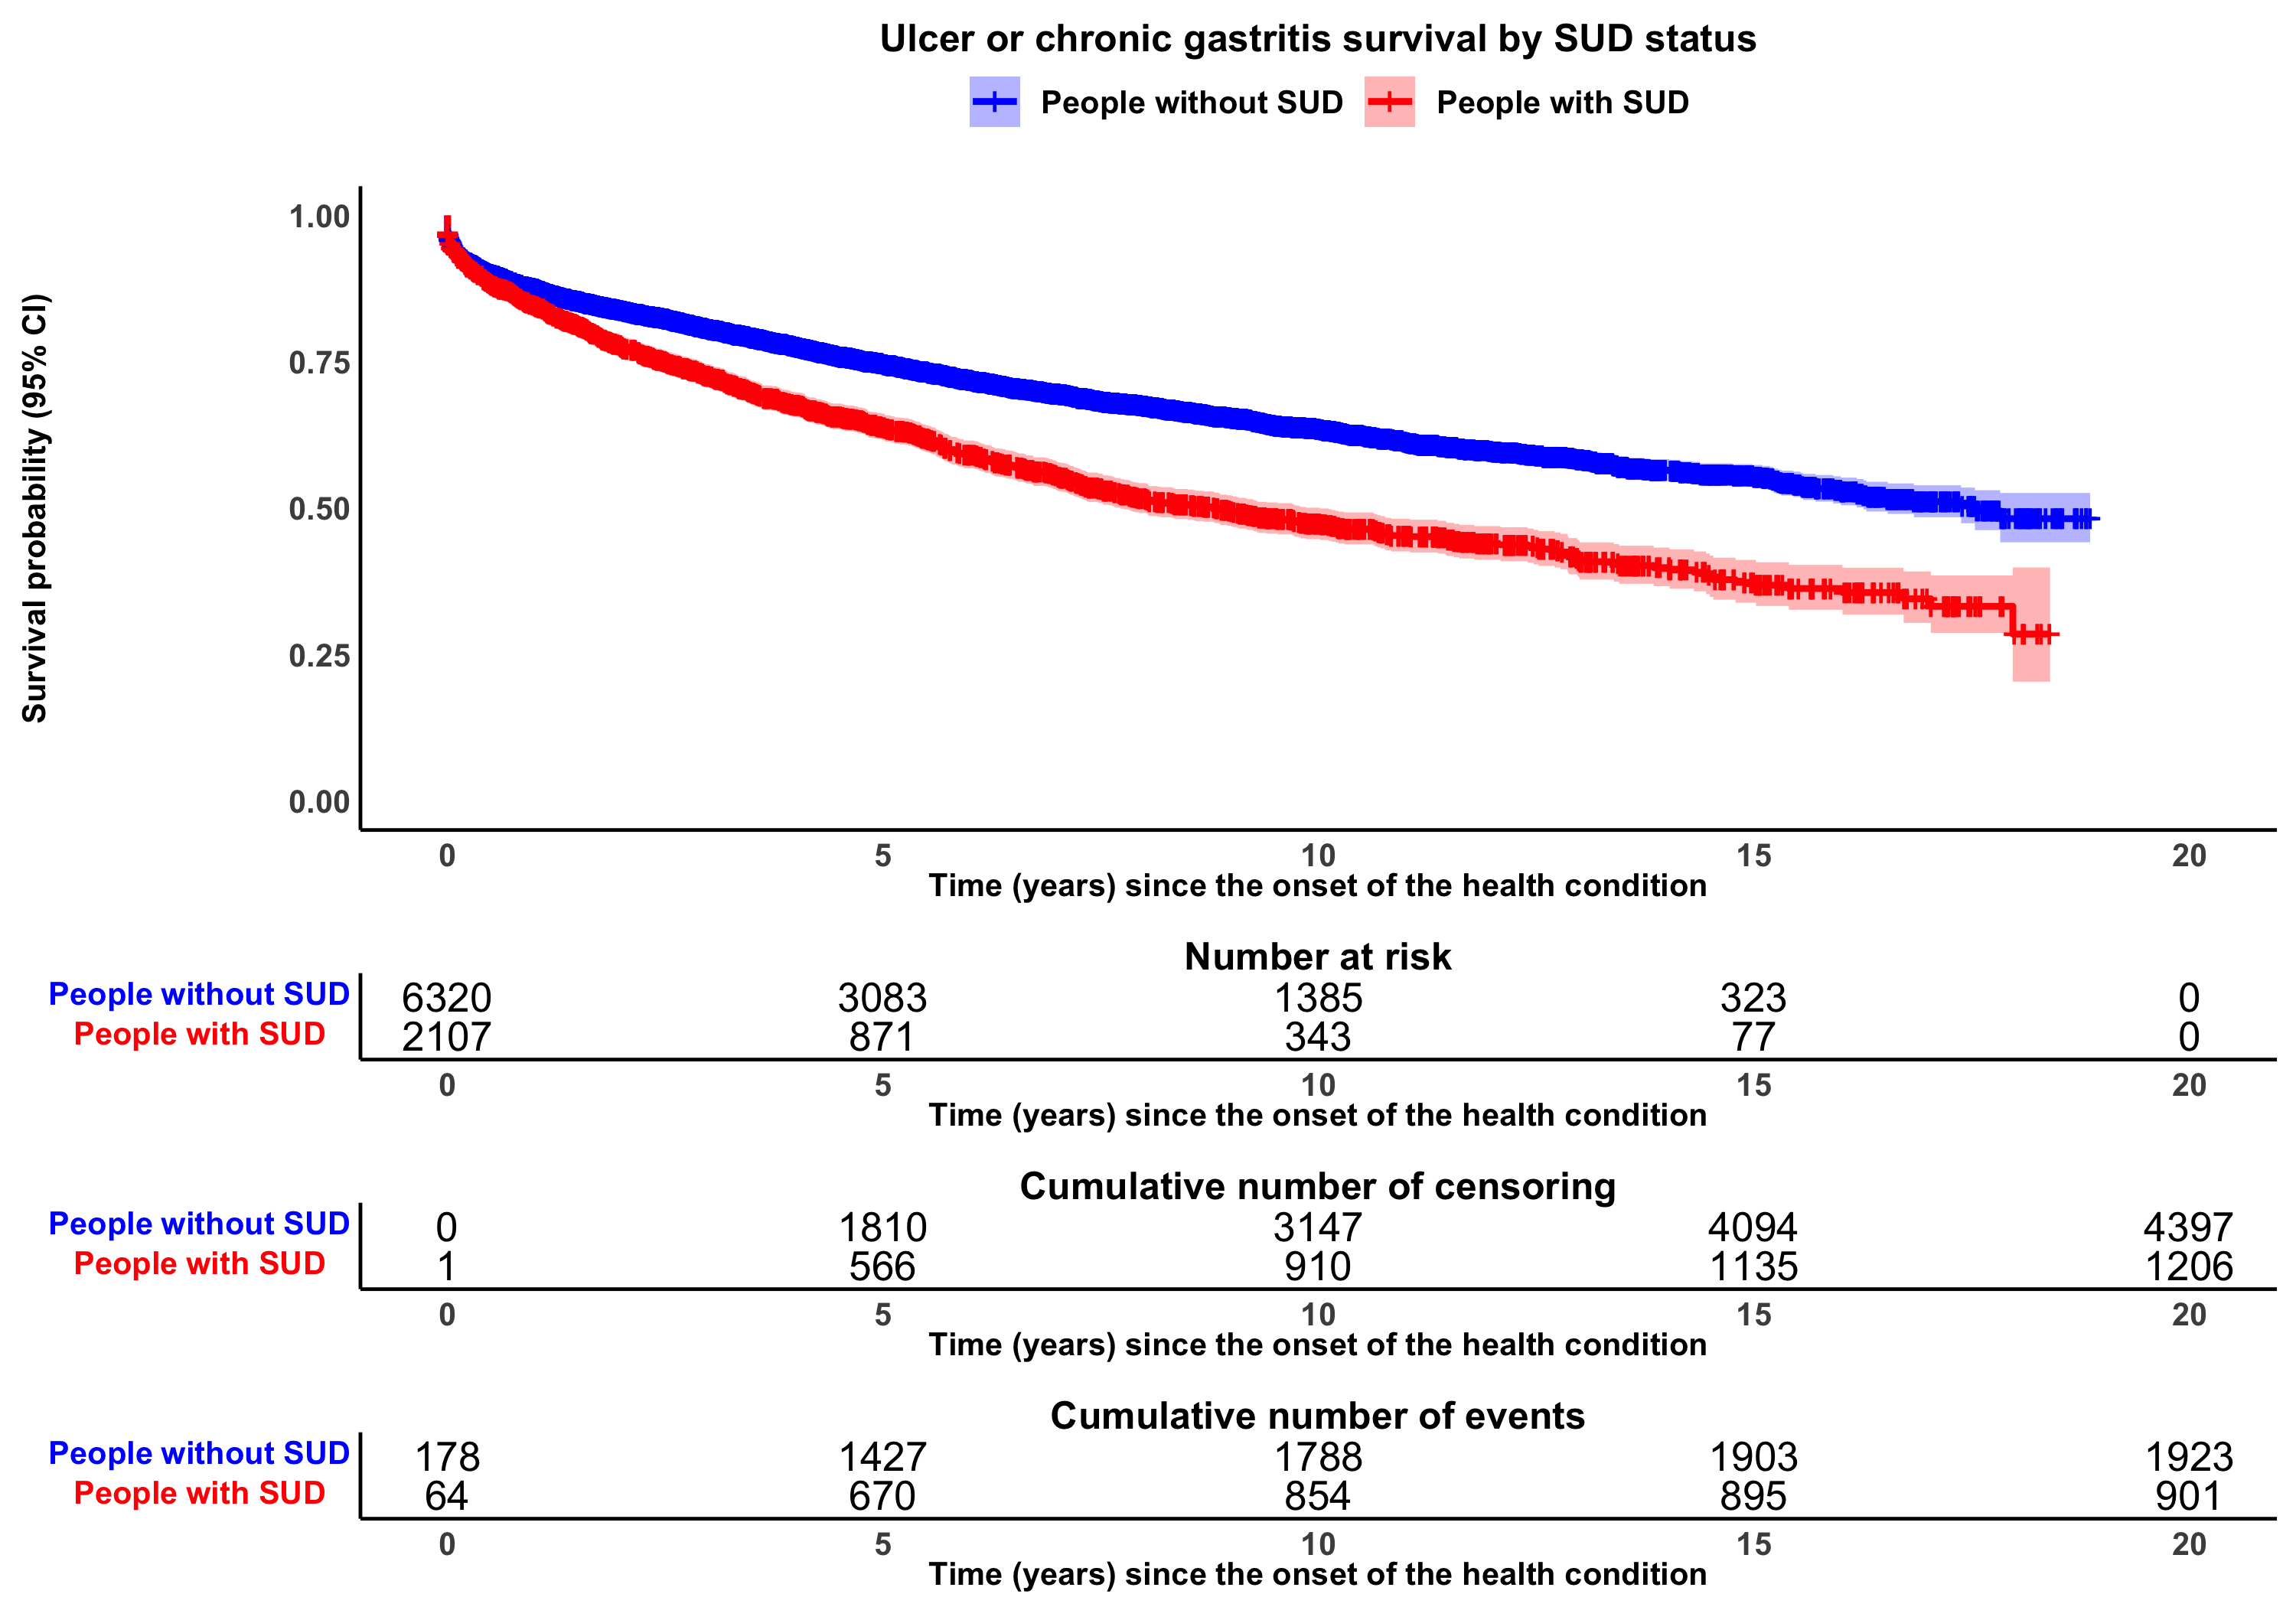 Ulcer or chronic gastritis survival by SUD status
People without SUD People with SUD
Survival probability (95% CI)
1.00
0.75
0.50
0.25
0.00
0 5 10 15 20
Time (years) since the onset of the health condition
Number at risk
People without SUD 6320 3083 1385 323 0
People with SUD 2107 871 343 77 0
0 5 10 15 20
Time (years) since the onset of the health condition
Cumulative number of censoring
People without SUD 0 1810 3147 4094 4397
People with SUD 1 566 910 1135 1206
0 5 10 15 20
Time (years) since the onset of the health condition
Cumulative number of events
People without SUD 178 1427 1788 1903 1923
People with SUD 64 670 854 895 901
0 5 10 15 20
Time (years) since the onset of the health condition